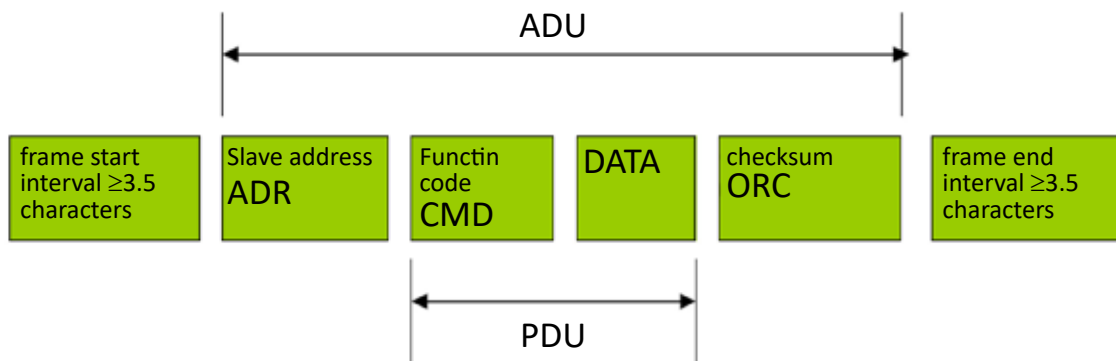 ADU
frame start
interval ≥3.5
characters
Slave address
ADR
Functin
code
CMD
DATA
checksum
ORC
frame end
interval ≥3.5
characters
PDU